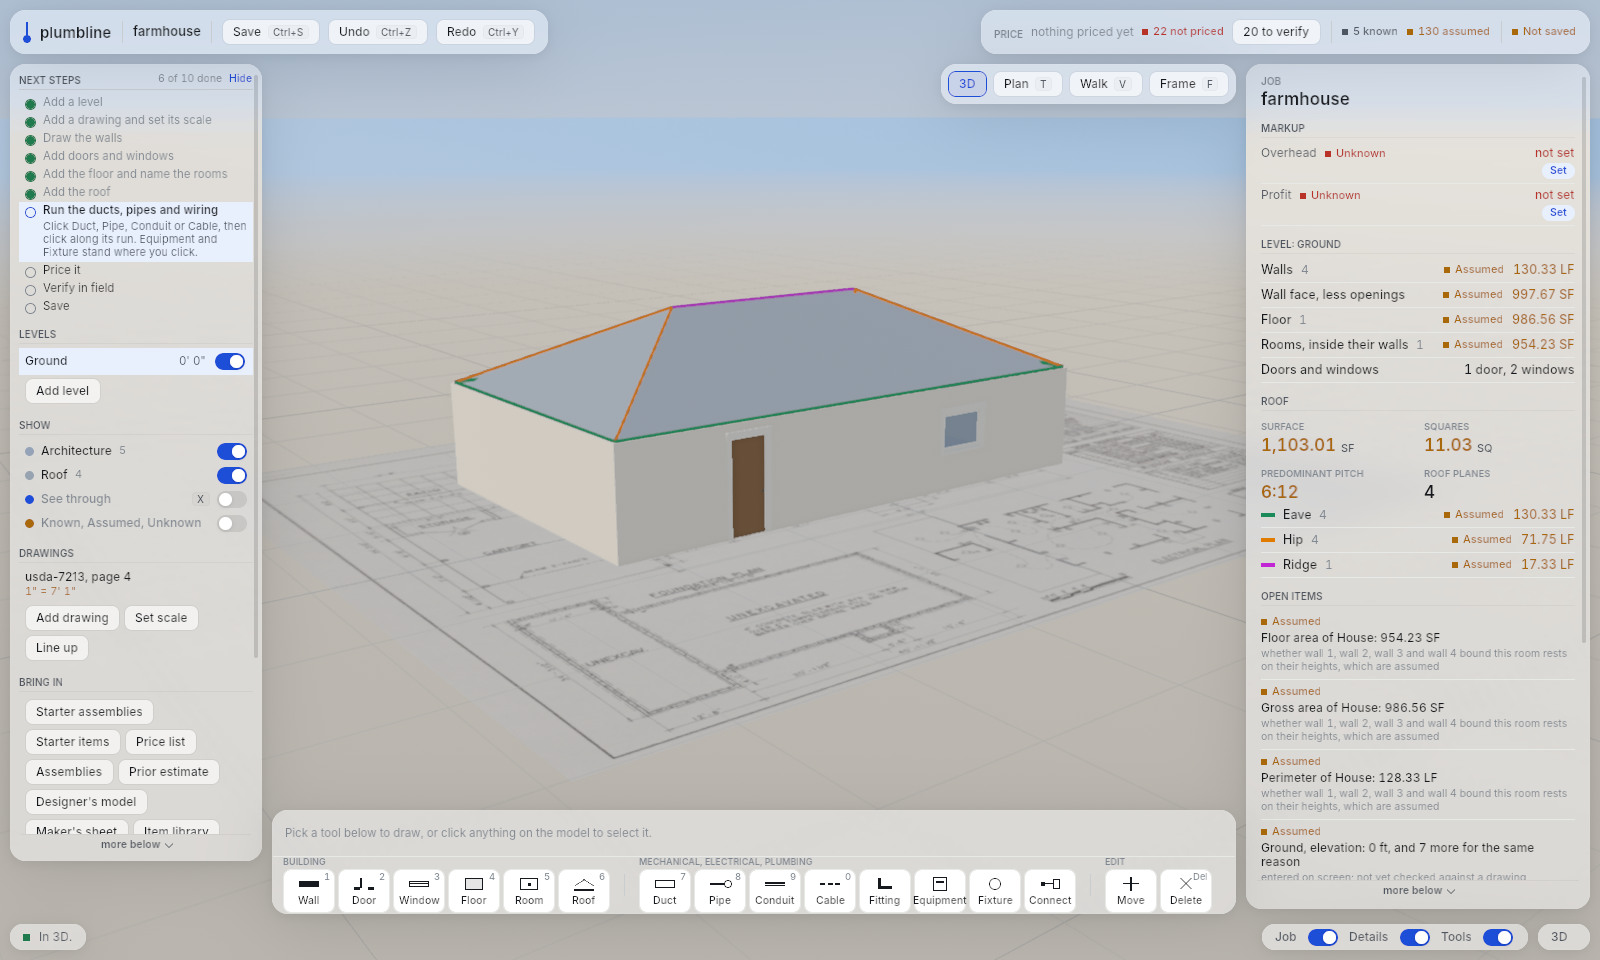 plumbline
farmhouse
Save Ctrl+S
Undo Ctrl+Z
Redo Ctrl+Y
PRICE nothing priced yet 22 not priced 20 to verify 5 known 130 assumed Not saved
3D
Plan T
Walk V
Frame F
NEXT STEPS 6 of 10 done Hide
Add a level
Add a drawing and set its scale
Draw the walls
Add doors and windows
Add the floor and name the rooms
Add the roof
Run the ducts, pipes and wiring
Click Duct, Pipe, Conduit or Cable, then
click along its run. Equipment and
Fixture stand where you click.
Price it
Verify in field
Save
LEVELS
Ground 0' 0"
Add level
SHOW
Architecture 5
Roof 4
See through X
Known, Assumed, Unknown
DRAWINGS
usda-7213, page 4
1" = 7' 1"
Add drawing Set scale
Line up
BRING IN
Starter assemblies
Starter items Price list
Assemblies Prior estimate
Designer's model
Maker's sheet Item library
more below
FOUNDATION PLAN
UNEXCAVATED
UNEXCAV.
JOB
farmhouse
MARKUP
Overhead Unknown not set
Set
Profit Unknown not set
Set
LEVEL: GROUND
Walls 4 Assumed 130.33 LF
Wall face, less openings Assumed 997.67 SF
Floor 1 Assumed 986.56 SF
Rooms, inside their walls 1 Assumed 954.23 SF
Doors and windows 1 door, 2 windows
ROOF
SURFACE SQUARES
1,103.01 SF 11.03 SQ
PREDOMINANT PITCH ROOF PLANES
6:12 4
Eave 4 Assumed 130.33 LF
Hip 4 Assumed 71.75 LF
Ridge 1 Assumed 17.33 LF
OPEN ITEMS
Assumed
Floor area of House: 954.23 SF
whether wall 1, wall 2, wall 3 and wall 4 bound this room rests
on their heights, which are assumed
Assumed
Gross area of House: 986.56 SF
whether wall 1, wall 2, wall 3 and wall 4 bound this room rests
on their heights, which are assumed
Assumed
Perimeter of House: 128.33 LF
whether wall 1, wall 2, wall 3 and wall 4 bound this room rests
on their heights, which are assumed
Assumed
Ground, elevation: 0 ft, and 7 more for the same
reason
entered on screen; not yet checked against a drawing
more below
Pick a tool below to draw, or click anything on the model to select it.
BUILDING MECHANICAL, ELECTRICAL, PLUMBING EDIT
1 2 3 4 5 6 7 8 9 0 Del
Wall Door Window Floor Room Roof Duct Pipe Conduit Cable Fitting Equipment Fixture Connect Move Delete
In 3D.
Job Details Tools 3D